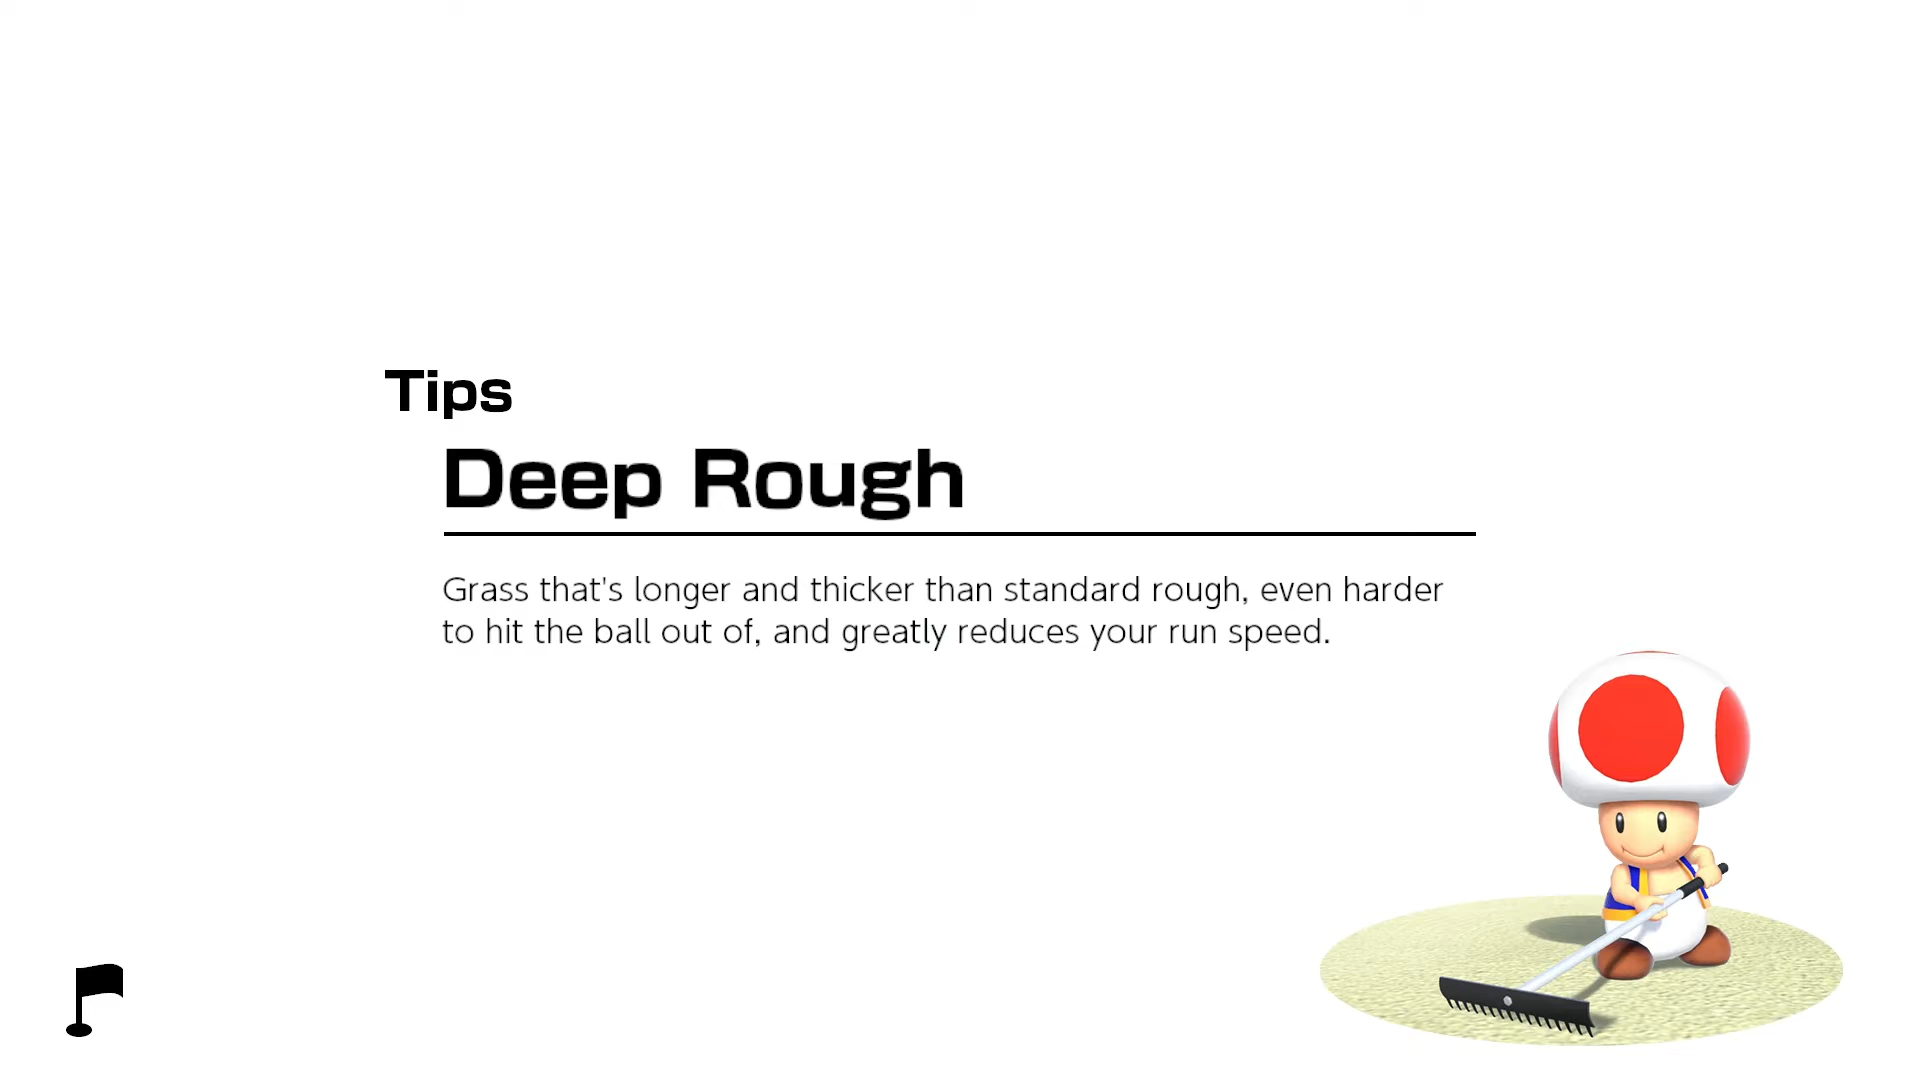 Tips
Deep Rough
Grass that's longer and thicker than standard rough, even harder
to hit the ball out of, and greatly reduces your run speed.